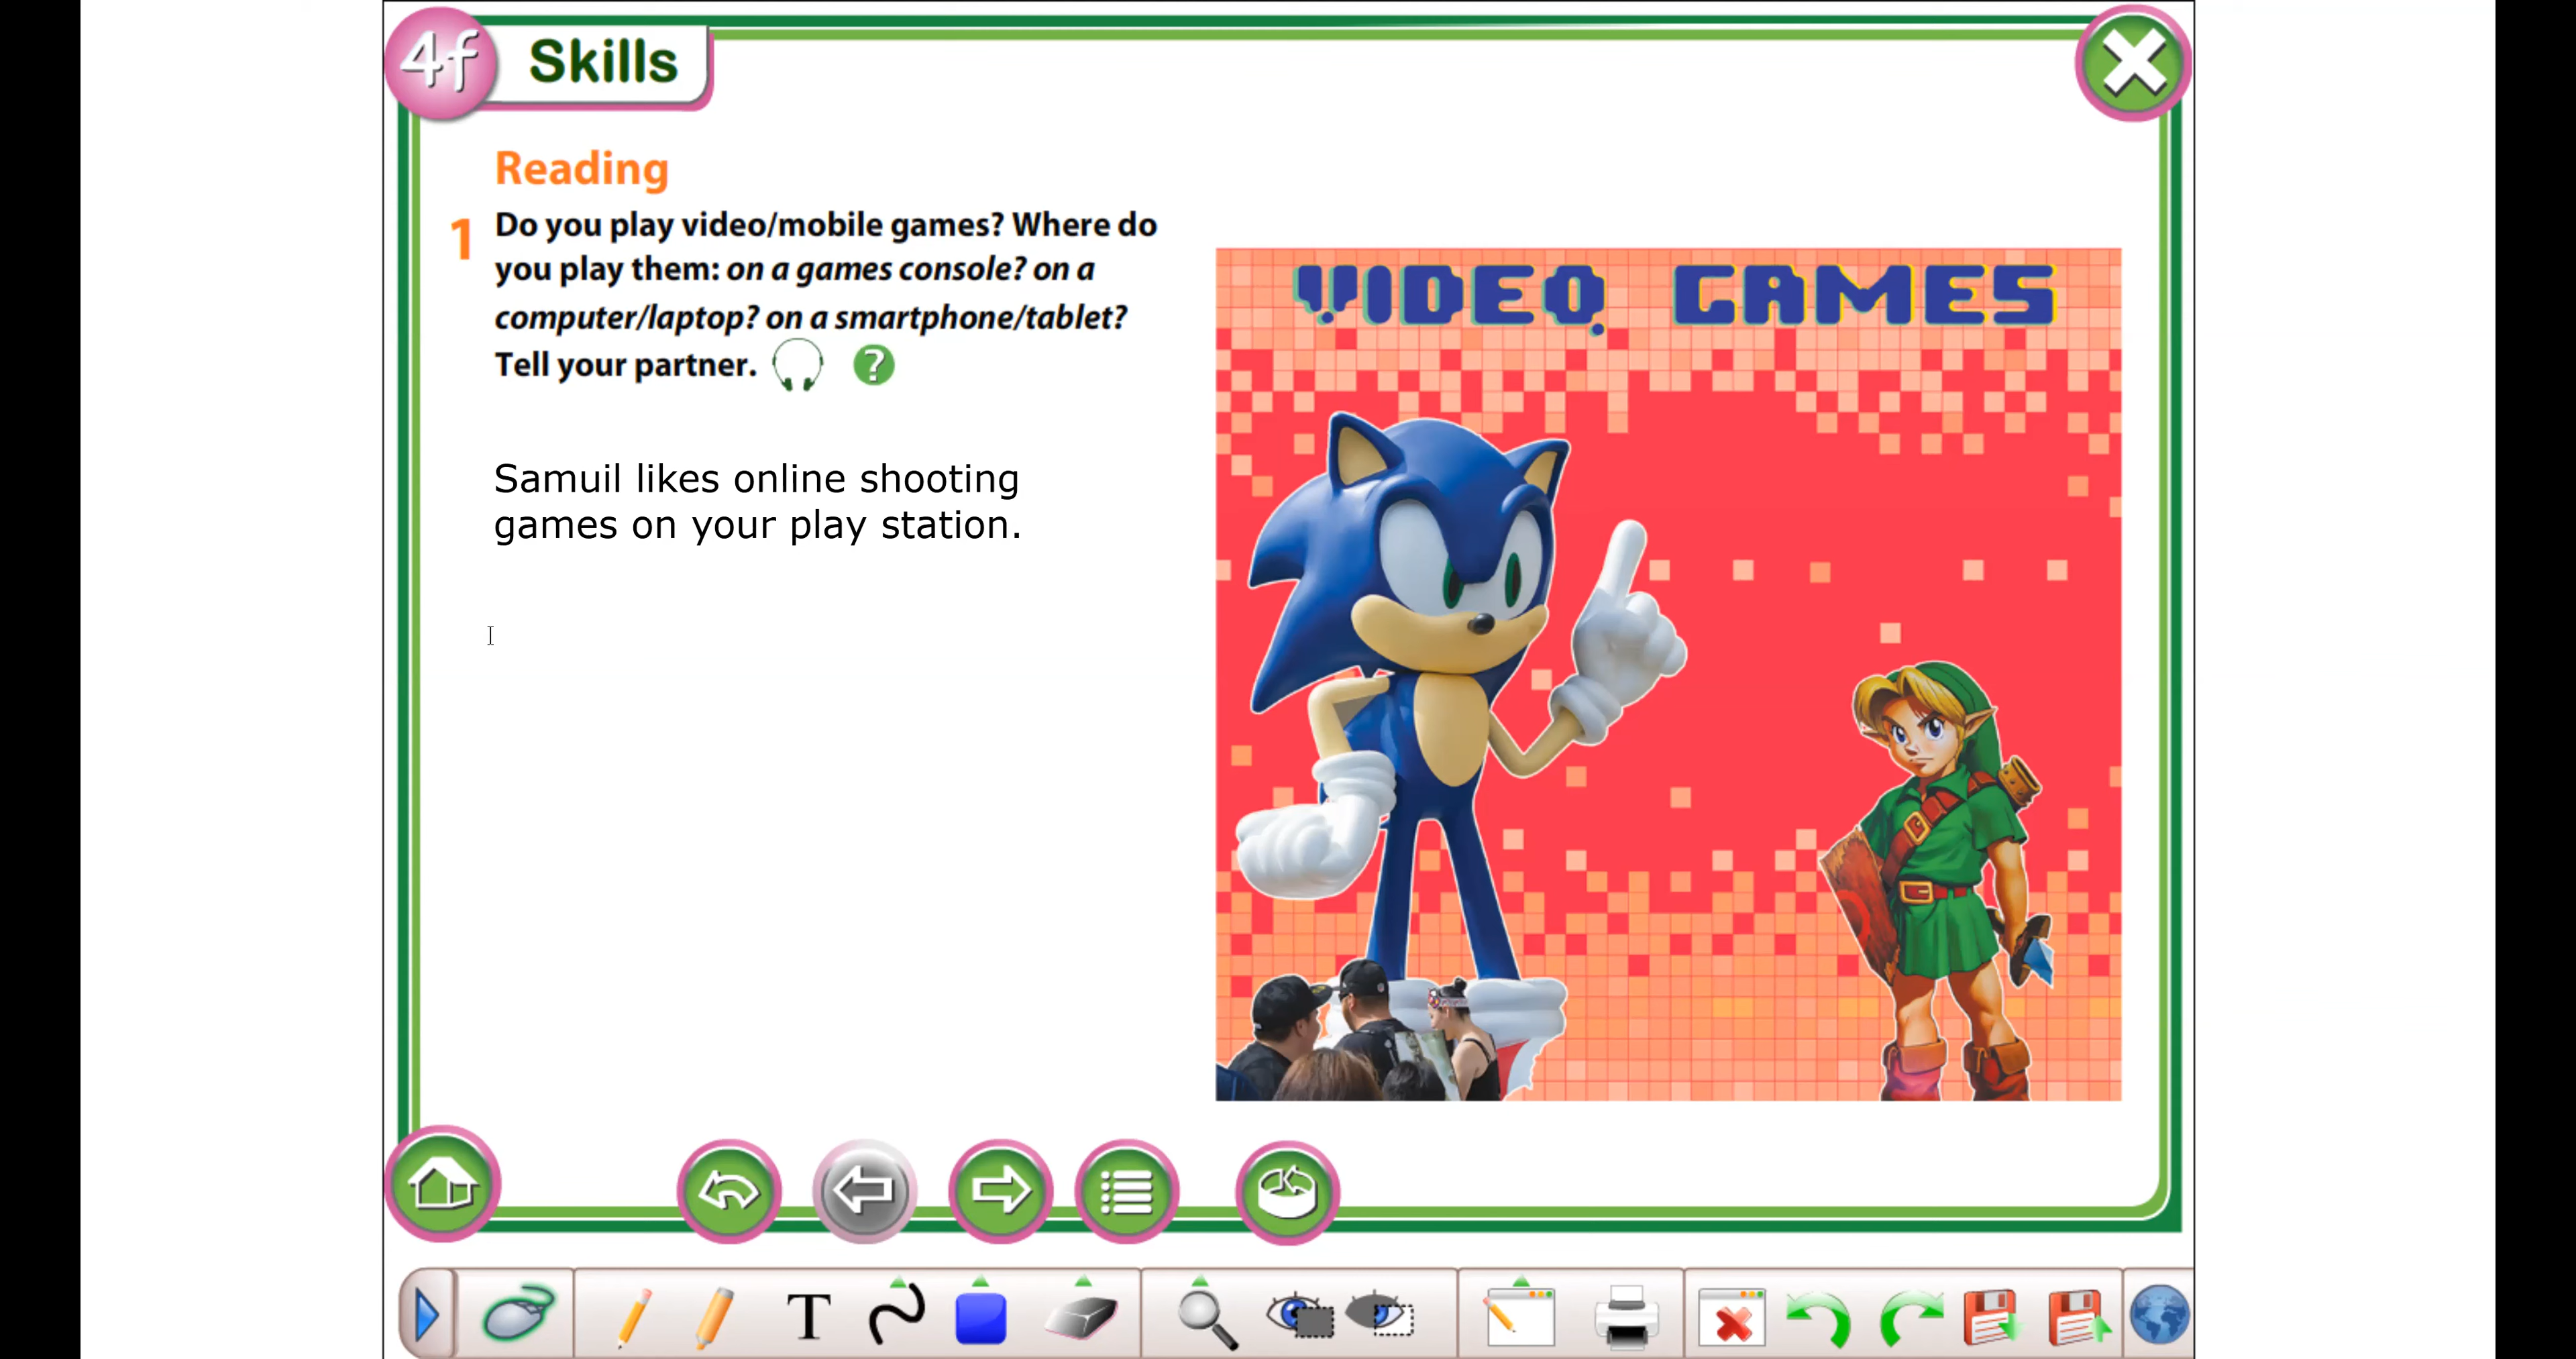 4f Skills
Reading
1 Do you play video/mobile games? Where do
you play them: on a games console? on a
computer/laptop? on a smartphone/tablet?
Tell your partner.
?
Samuil likes online shooting
games on your play station.
VIDEO GAMES
T